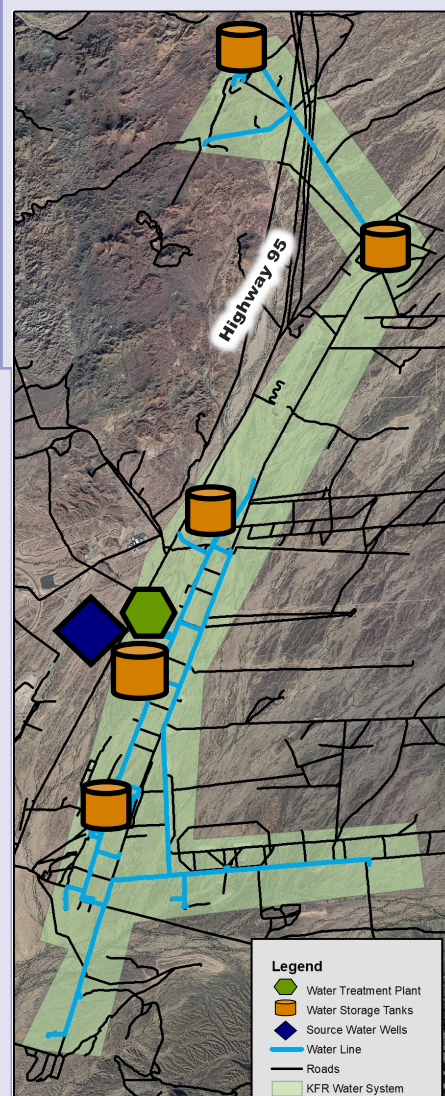 Highway 95
Legend
Water Treatment Plant
Water Storage Tanks
Source Water Wells
Water Line
Roads
KFR Water System